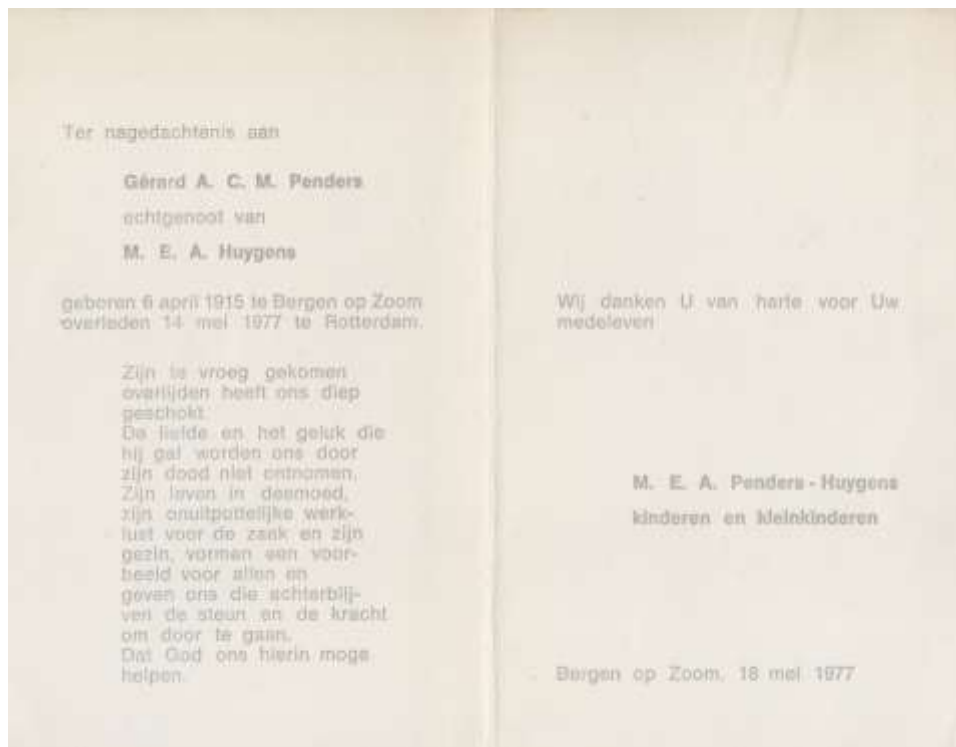 Ter nagedachtenis aan
Gérard A. C. M. Penders
echtgenoot van
M. E. A. Huygens
geboren 6 april 1915 te Bergen op Zoom
overleden 14 mei 1977 te Rotterdam.
Zijn te vroeg gekomen
overlijden heeft ons diep
geschokt.
De liefde en het geluk die
hij gaf worden ons door
zijn dood niet ontnomen.
Zijn leven in deemoed,
zijn onuitputtelijke werk-
lust voor de zaak en zijn
gezin, vormen een voor-
beeld voor allen en
geven ons die achterblij-
ven de steun en de kracht
om door te gaan.
Dat God ons hierin moge
helpen.
Wij danken U van harte voor Uw
medeleven
M. E. A. Penders - Huygens
kinderen en kleinkinderen
Bergen op Zoom, 18 mei 1977